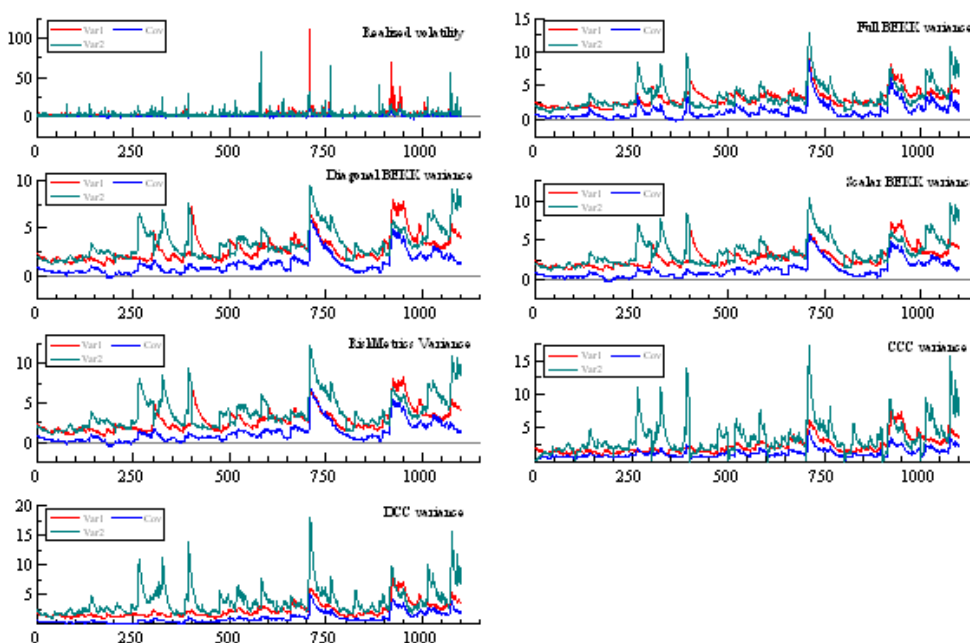 Var1 Cov
Var2
Realized volatility
100
50
0
0 250 500 750 1000
Var1 Cov
Var2
Full BEKK variance
15
10
5
0
0 250 500 750 1000
Var1 Cov
Var2
Diagonal BEKK variance
10
5
0
0 250 500 750 1000
Var1 Cov
Var2
Scalar BEKK variance
10
5
0
0 250 500 750 1000
Var1 Cov
Var2
RiskMetrics Variance
10
5
0
0 250 500 750 1000
Var1 Cov
Var2
CCC variance
15
10
5
0 250 500 750 1000
Var1 Cov
Var2
DCC variance
20
15
10
5
0 250 500 750 1000